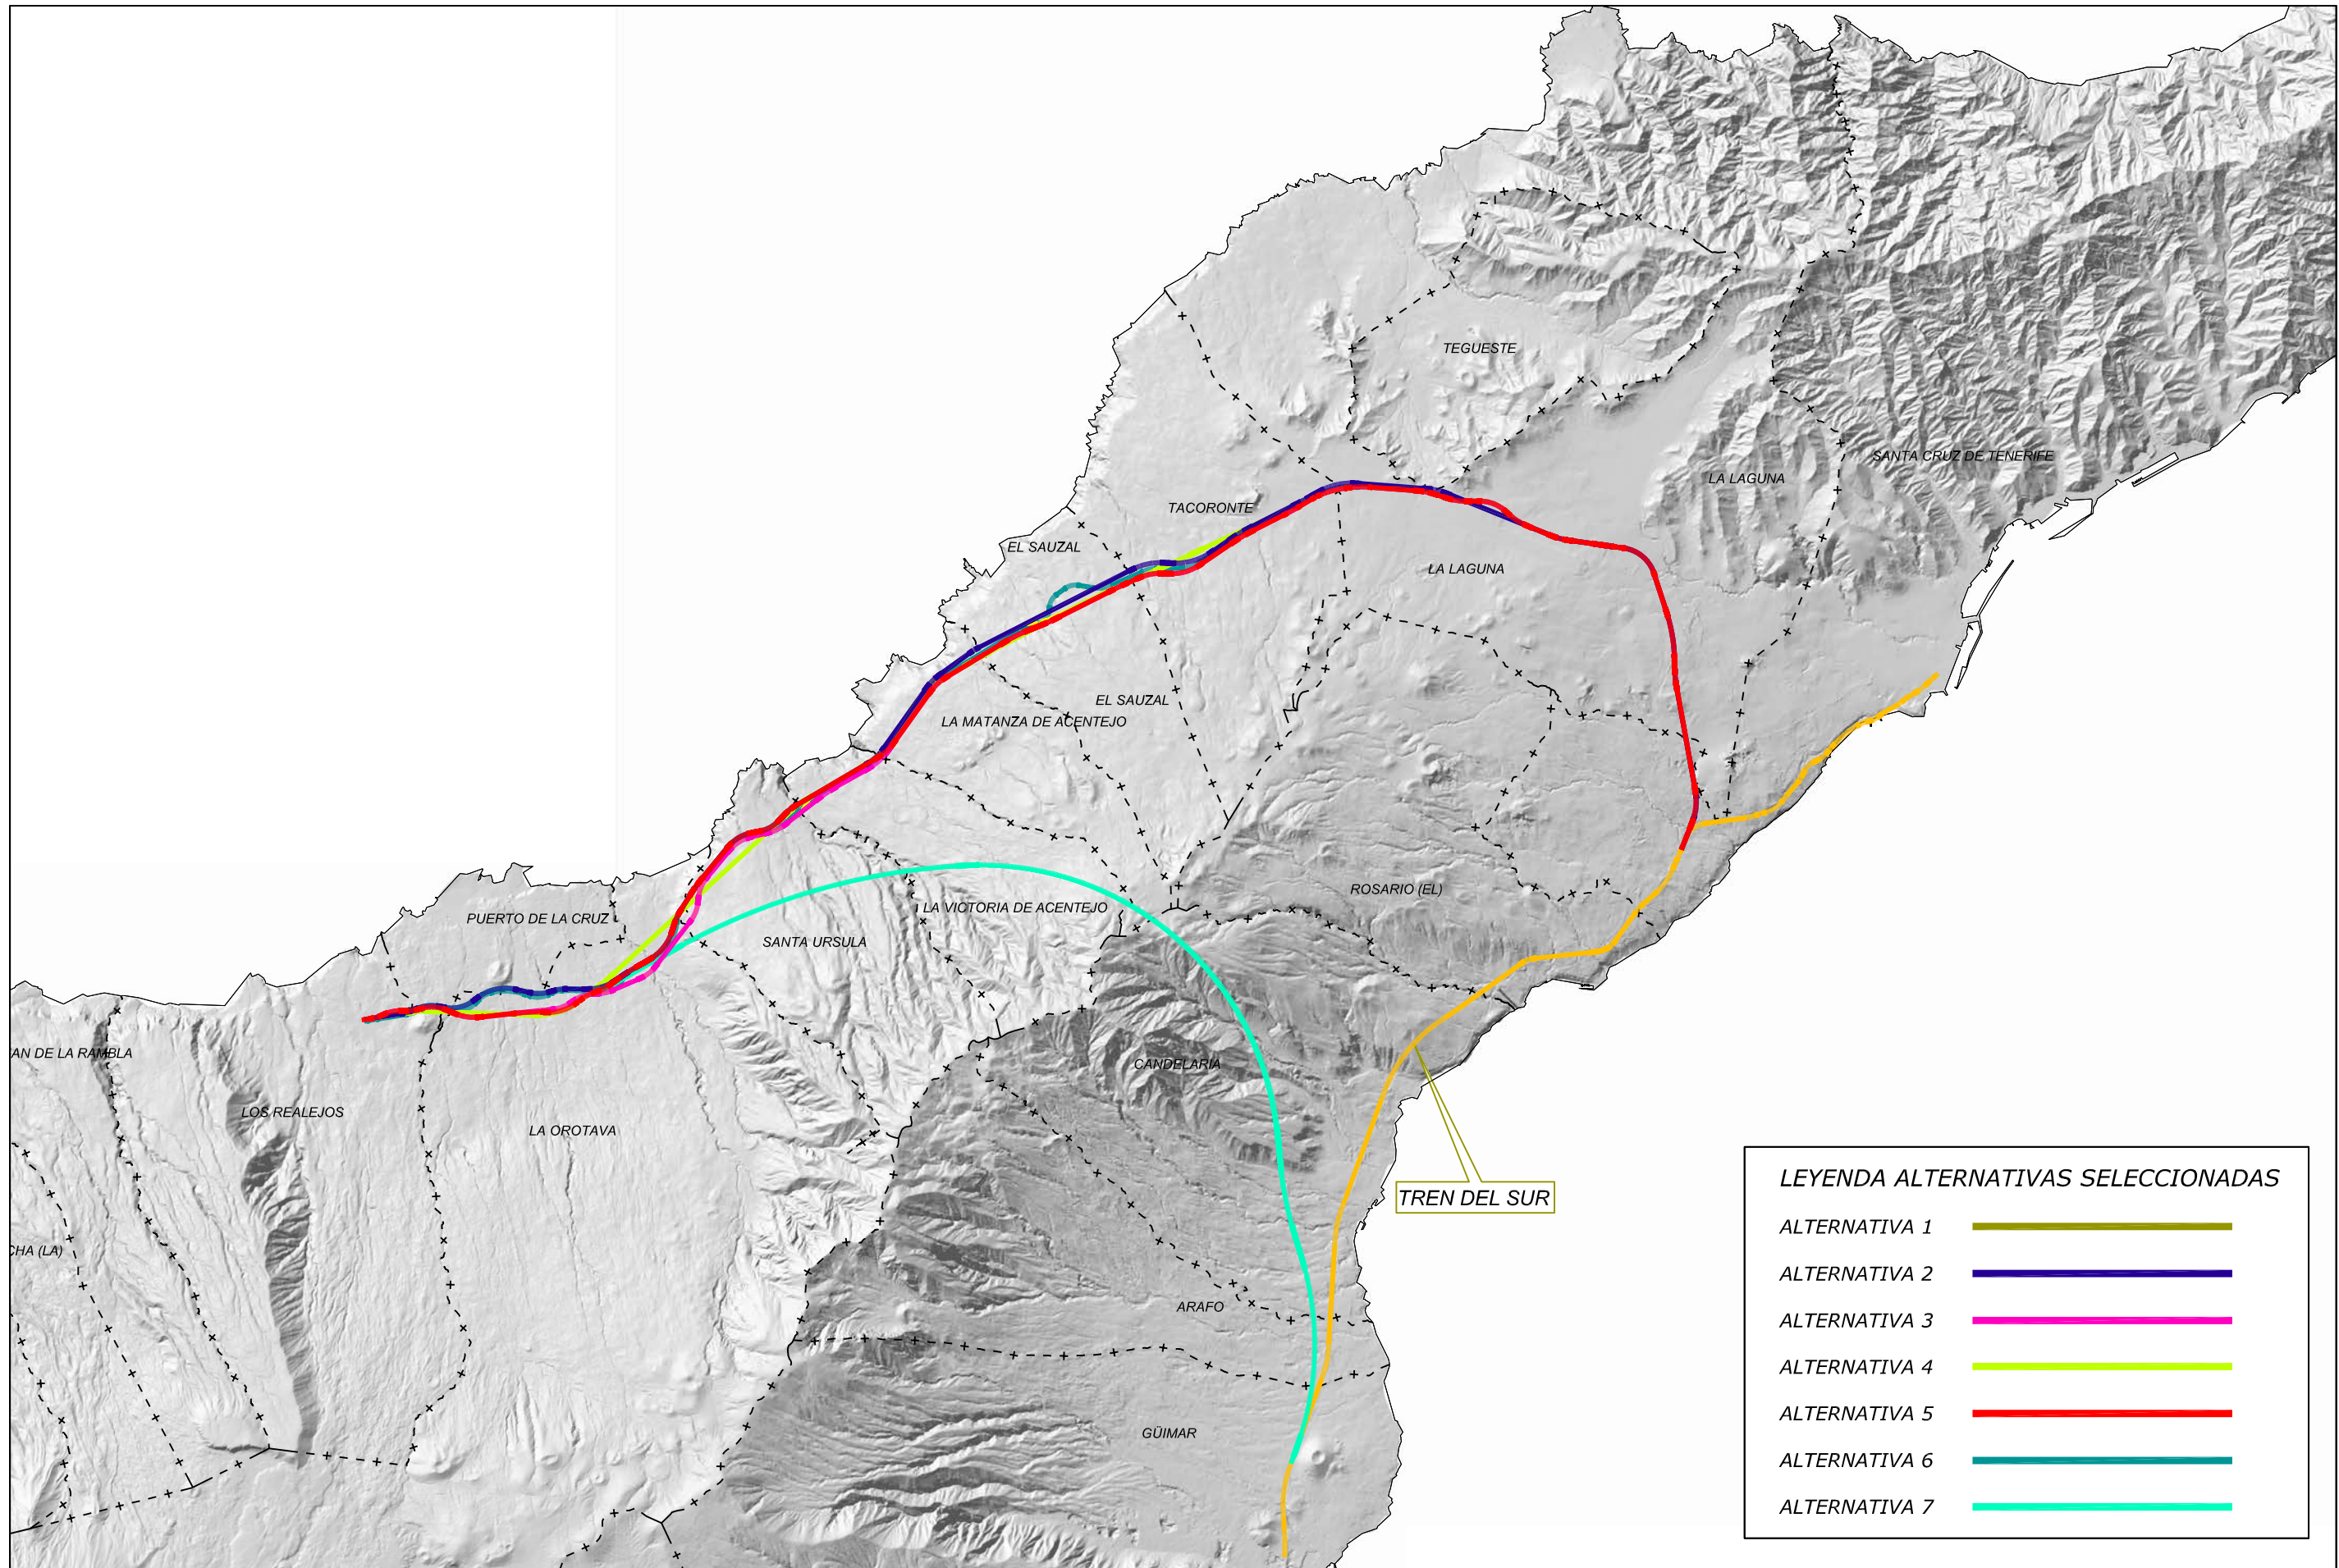 TEGUESTE
SANTA CRUZ DE TENERIFE
LA LAGUNA
TACORONTE
EL SAUZAL
LA LAGUNA
EL SAUZAL
LA MATANZA DE ACENTEJO
ROSARIO (EL)
LA VICTORIA DE ACENTEJO
PUERTO DE LA CRUZ
SANTA URSULA
AN DE LA RAMBLA
CANDELARIA
LOS REALEJOS
LA OROTAVA
TREN DEL SUR
CHA (LA)
ARAFO
GÜIMAR
LEYENDA ALTERNATIVAS SELECCIONADAS
ALTERNATIVA 1
ALTERNATIVA 2
ALTERNATIVA 3
ALTERNATIVA 4
ALTERNATIVA 5
ALTERNATIVA 6
ALTERNATIVA 7